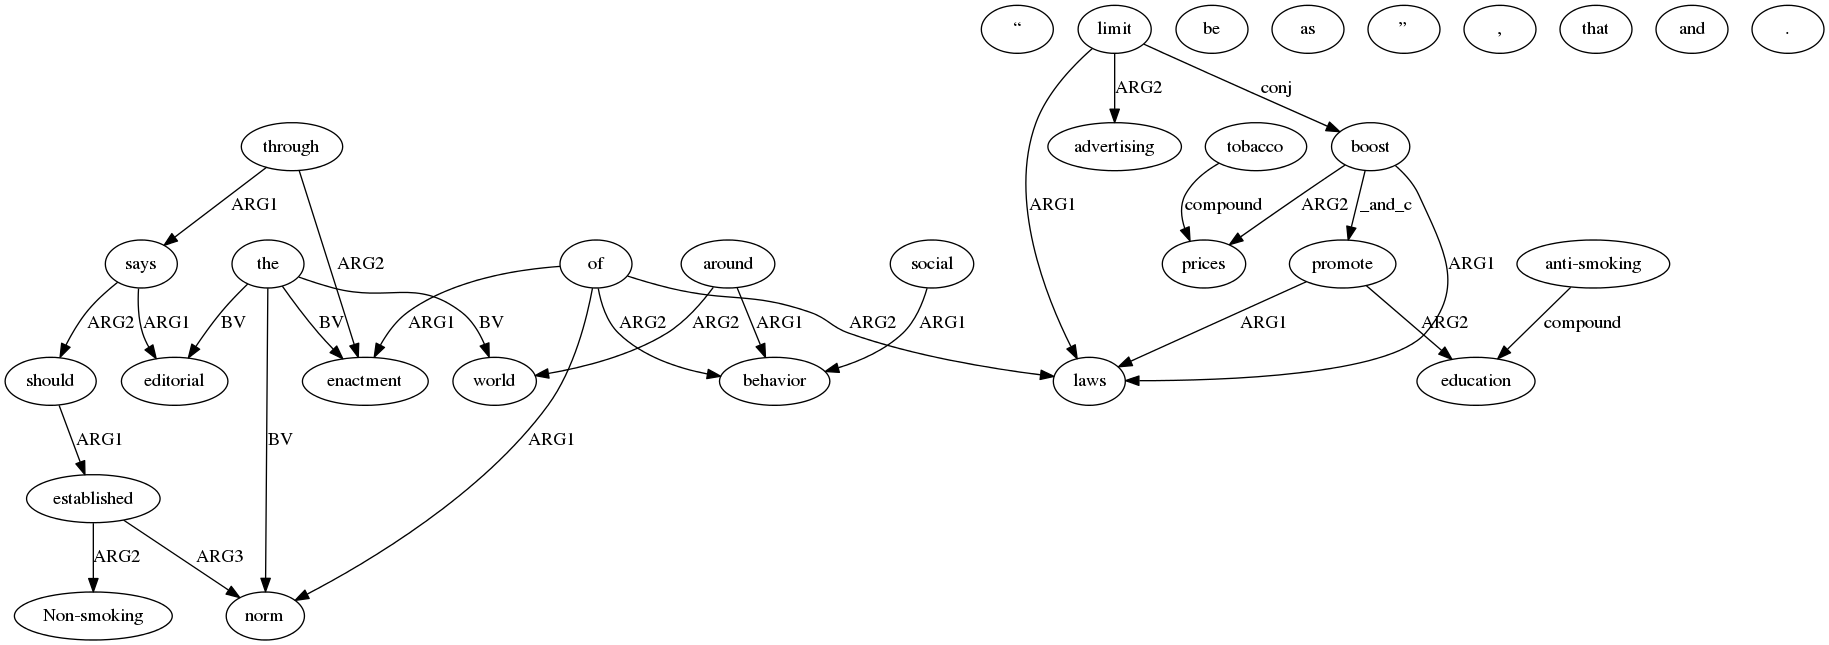 “ limit be as ” , that and .
ARG2 conj
through advertising tobacco boost
ARG1 ARG1 compound ARG2 _and_c
says the ARG2 of around social prices promote ARG1 anti-smoking
ARG2 ARG1 BV BV BV ARG1 ARG2 ARG2 ARG1 ARG2 ARG1 ARG1 ARG2 compound
should editorial enactment world behavior laws education
ARG1 BV ARG1
established
ARG2 ARG3
Non-smoking norm